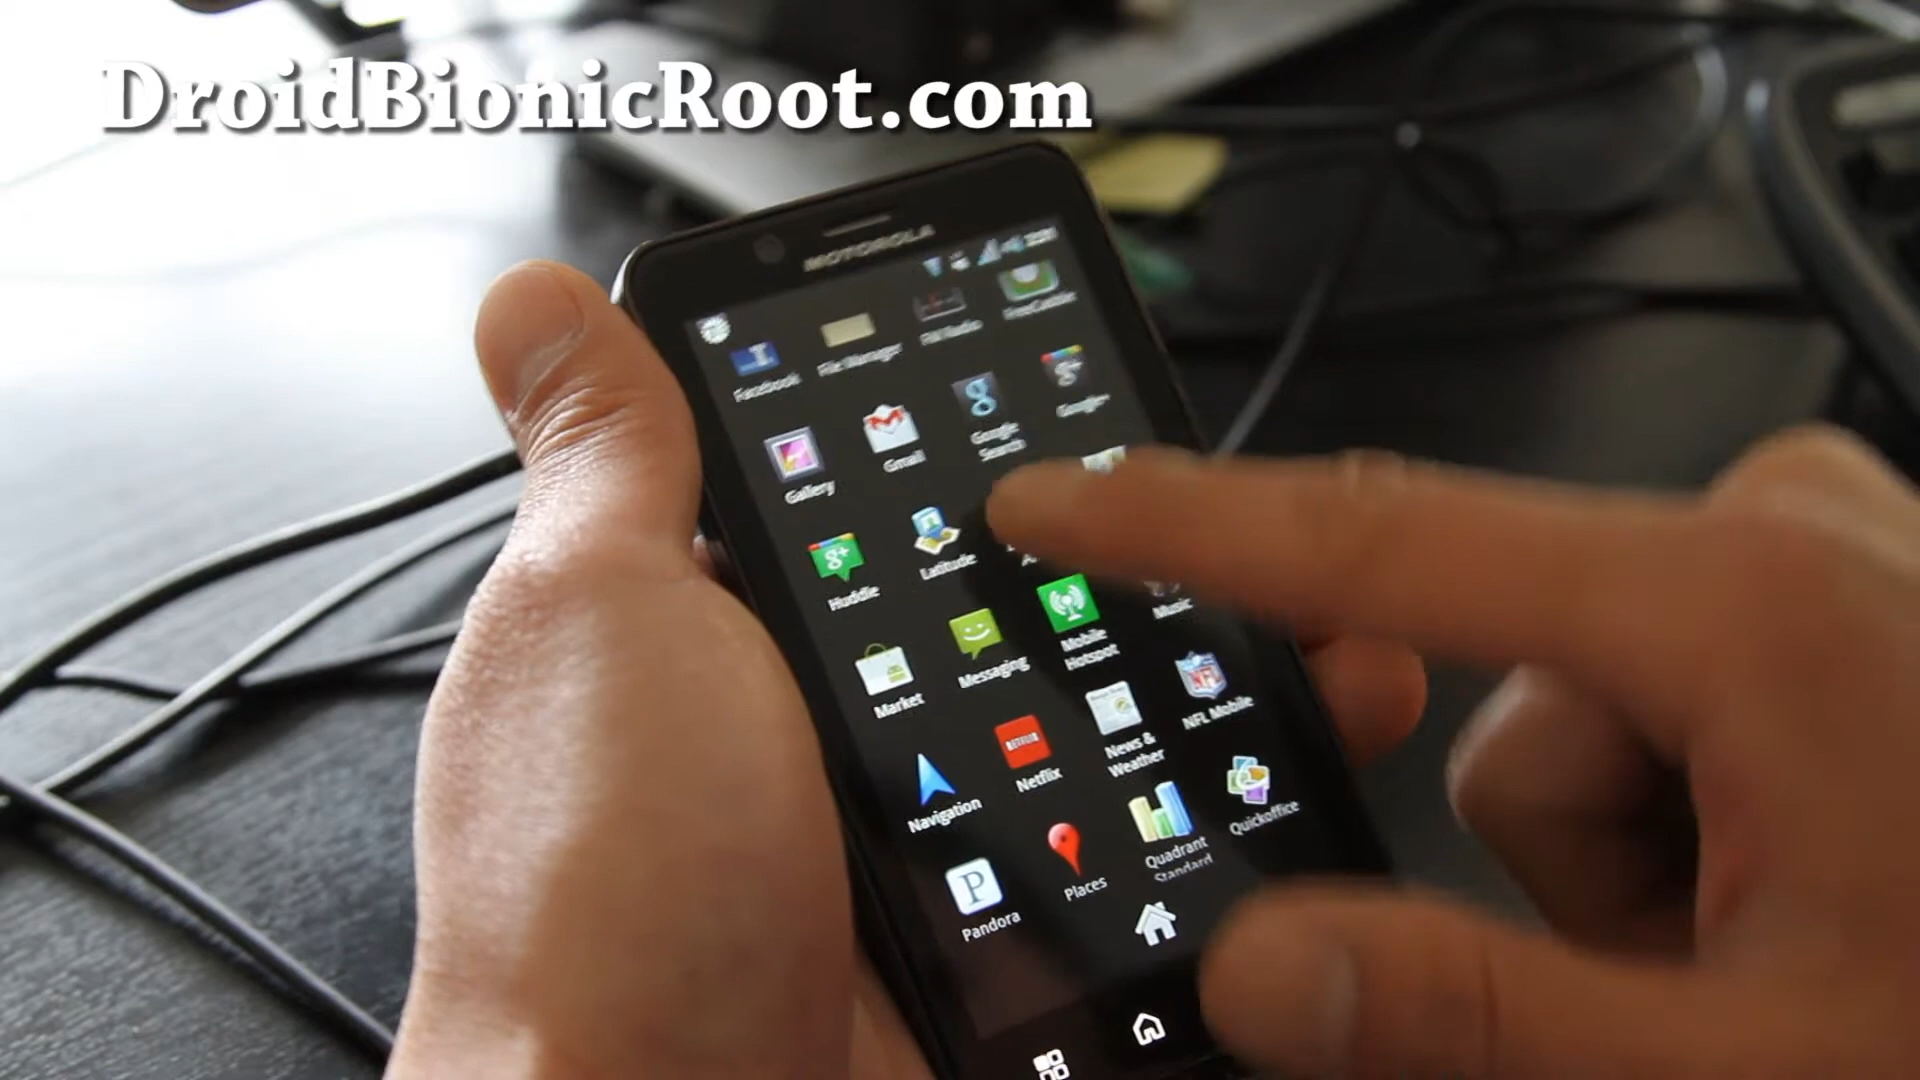 DroidBionicRoot.com
MOTOROLA
Facebook
File Manager
FM Radio
Gallery
Gmail
Google
Search
Google+
Huddle
Latitude
Market
Messaging
Mobile
Hotspot
Music
Navigation
NETFLIX
Netflix
News &
Weather
NFL Mobile
P
Pandora
Places
Quadrant
Standard
Quickoffice